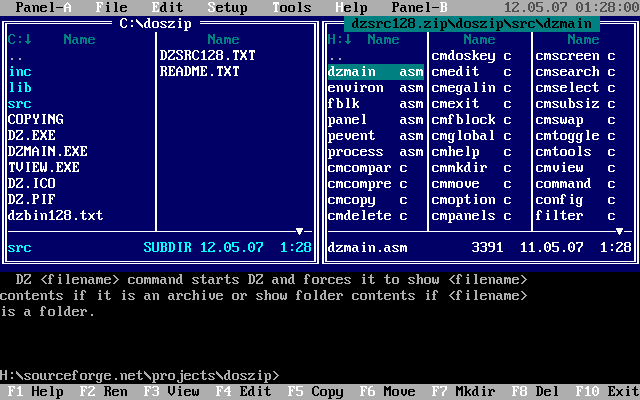 Panel-A File Edit Setup Tools Help Panel-B 12.05.07 01:28:00
C:\doszip
C:↓ Name Name
..
inc
lib
src
COPYING
DZ.EXE
DZMAIN.EXE
TVIEW.EXE
DZ.ICO
DZ.PIF
dzbin128.txt
DZSRC128.TXT
README.TXT
src SUBDIR 12.05.07 1:28
dzsrc128.zip\doszip\src\dzmain
H:↓ Name Name Name
..
dzmain asm
environ asm
fblk asm
panel asm
pevent asm
process asm
cmcompar c
cmcompre c
cmcopy c
cmdelete c
cmdoskey c
cmedit c
cmegalin c
cmexit c
cmfblock c
cmglobal c
cmhelp c
cmmkdir c
cmmove c
cmoption c
cmpanels c
cmscreen c
cmsearch c
cmselect c
cmsubsiz c
cmswap c
cmtoggle c
cmtools c
cmview c
command c
config c
filter c
dzmain.asm 3391 11.05.07 1:28
DZ <filename> command starts DZ and forces it to show <filename>
contents if it is an archive or show folder contents if <filename>
is a folder.
H:\sourceforge.net\projects\doszip>
F1 Help F2 Ren F3 View F4 Edit F5 Copy F6 Move F7 Mkdir F8 Del F10 Exit